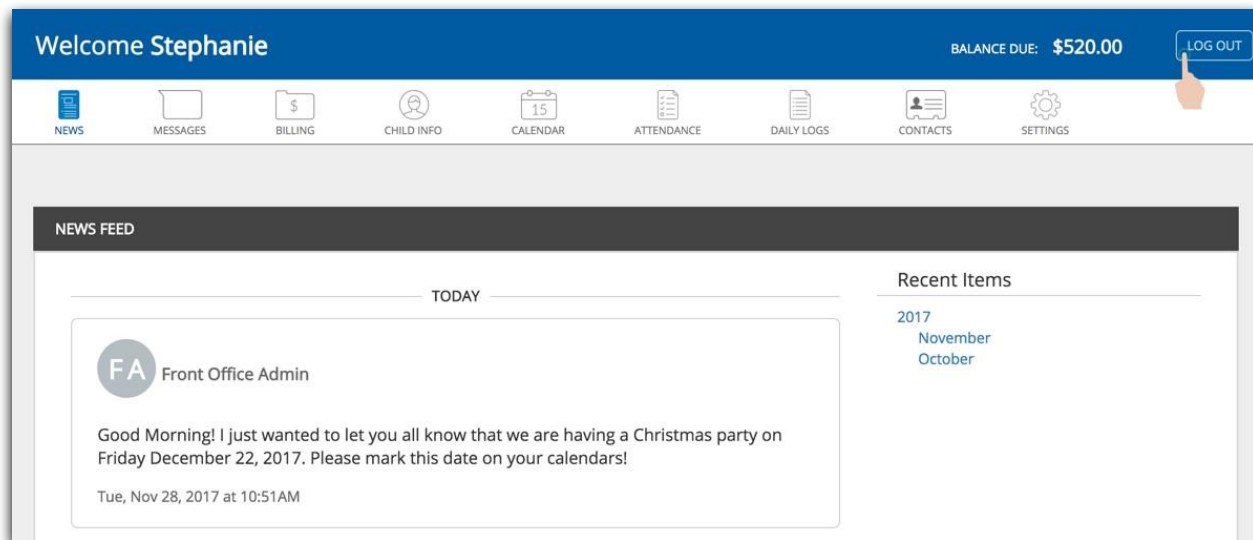 Welcome Stephanie
BALANCE DUE: $520.00
LOG OUT
NEWS
MESSAGES
$
BILLING
CHILD INFO
15
CALENDAR
ATTENDANCE
DAILY LOGS
CONTACTS
SETTINGS
NEWS FEED
TODAY
FA
Front Office Admin
Good Morning! I just wanted to let you all know that we are having a Christmas party on
Friday December 22, 2017. Please mark this date on your calendars!
Tue, Nov 28, 2017 at 10:51AM
Recent Items
2017
November
October